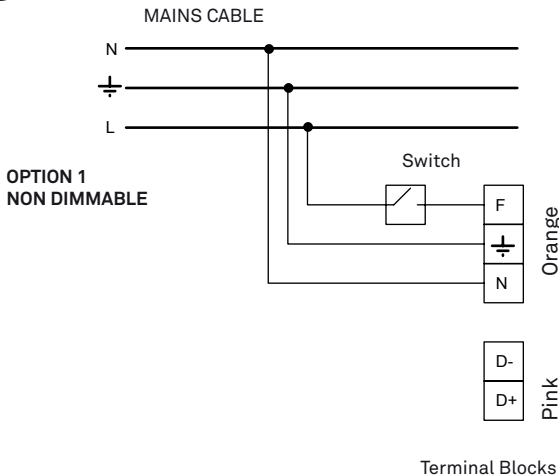 MAINS CABLE
N
L
OPTION 1
NON DIMMABLE
Switch
F
N
Orange
D-
D+
Pink
Terminal Blocks